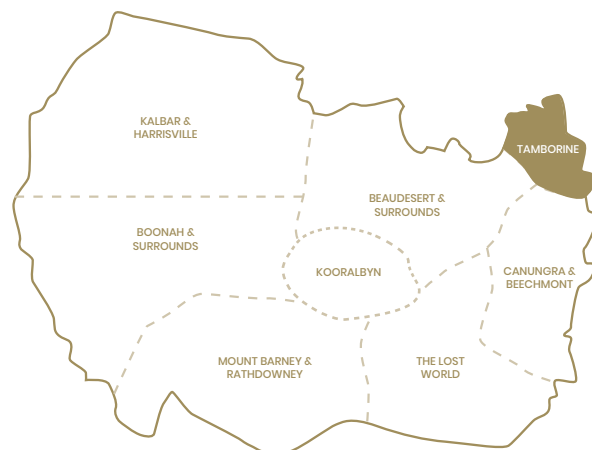 KALBAR &
HARRISVILLE
TAMBORINE
BEAUDESERT &
SURROUNDS
BOONAH &
SURROUNDS
KOORALBYN
CANUNGRA &
BEECHMONT
MOUNT BARNEY &
RATHDOWNEY
THE LOST
WORLD